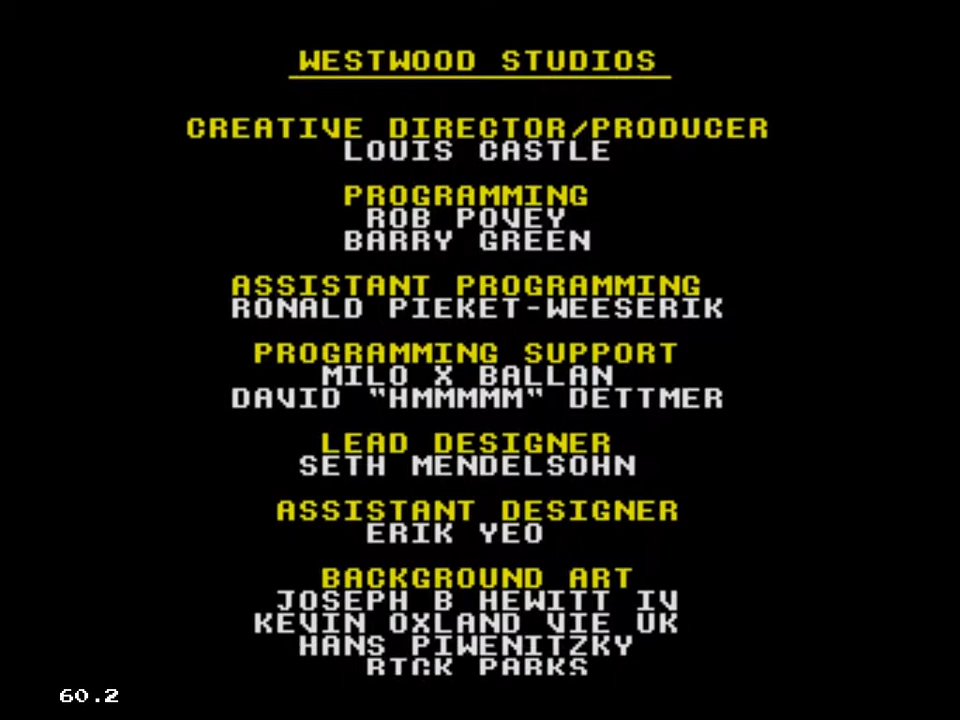 WESTWOOD STUDIOS
CREATIVE DIRECTOR/PRODUCER
LOUIS CASTLE
PROGRAMMING
ROB POVEY
BARRY GREEN
ASSISTANT PROGRAMMING
RONALD PIEKET-WEESERIK
PROGRAMMING SUPPORT
MILO X BALLAN
DAVID "HMMMMM" DETTMER
LEAD DESIGNER
SETH MENDELSOHN
ASSISTANT DESIGNER
ERIK YEO
BACKGROUND ART
JOSEPH B HEWITT IV
KEVIN OXLAND VIE UK
HANS PIWENITZKY
RICK PARKS
60.2